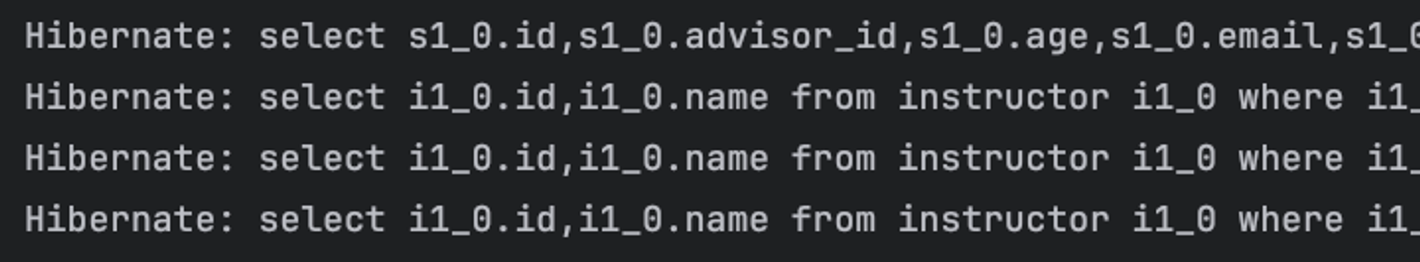 Hibernate: select s1_0.id,s1_0.advisor_id,s1_0.age,s1_0.email,s1_0
Hibernate: select i1_0.id,i1_0.name from instructor i1_0 where i1_
Hibernate: select i1_0.id,i1_0.name from instructor i1_0 where i1_
Hibernate: select i1_0.id,i1_0.name from instructor i1_0 where i1_